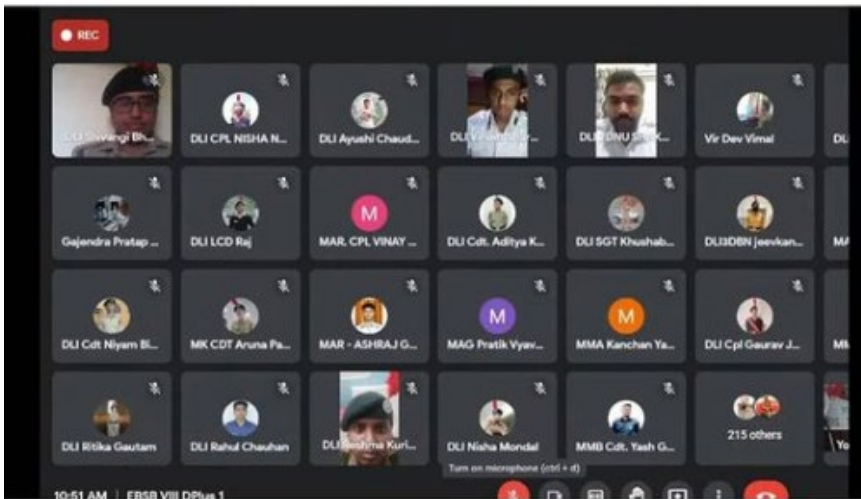 REC
DLI Shivangi Bh...
DLI CPL NISHA N...
DLI Ayushi Chaud...
DLI
Vir Dev Vimal
DL
Gajendra Pratap ...
DLI LCD Raj
M
MAR. CPL VINAY ...
DLI Cdt. Aditya K...
DLI SGT Khushab...
DLI3DBN jeevkan...
MA
DLI Cdt Niyam Bi...
MK CDT Aruna Pa...
MAR - ASHRAJ G...
M
MAG Pratik Vyav...
M
MMA Kanchan Ya...
DLI Cpl Gaurav J...
DLI Ritika Gautam
DLI Rahul Chauhan
DLI Reshma Kuri...
DLI Nisha Mondal
MMB Cdt. Yash G...
215 others
Yo
Turn on microphone (ctrl + d)
10:51 AM | EBSB VIII DPlus 1